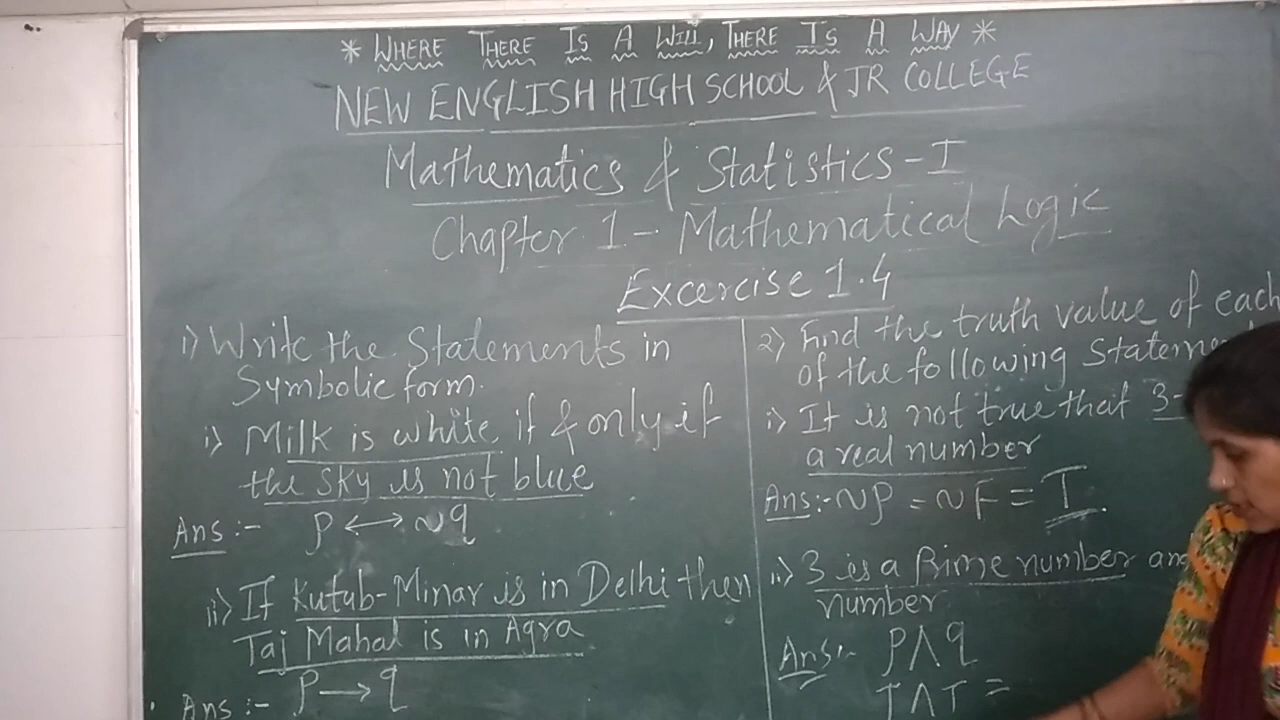 * WHERE THERE IS A WILL, THERE IS A WAY *
NEW ENGLISH HIGH SCHOOL & JR COLLEGE
Mathematics & Statistics - I
Chapter 1 - Mathematical Logic
Excercise 1.4
1) Write the Statements in
Symbolic form.
i) Milk is white if & only if
the sky is not blue
Ans :- p ↔ ~q
ii) If Kutub-Minar is in Delhi then
Taj Mahal is in Agra
Ans :- p → q
2) Find the truth value of each
of the following
i) It is not true that 3-
a real number
Ans :- ~p = ~F = T.
ii) 3 is a Prime number
number
Ans :- p ∧ q
T ∧ T =